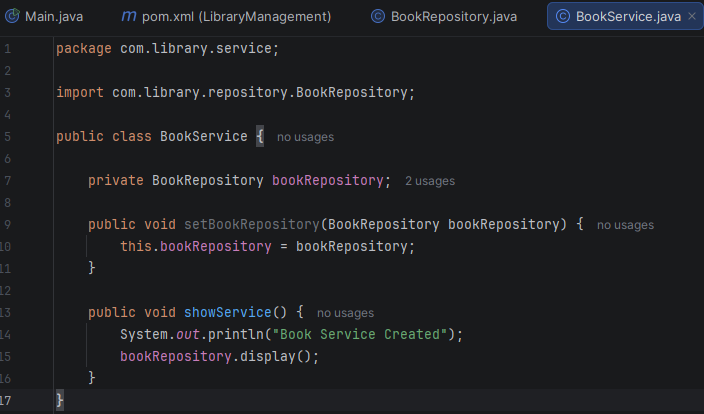 Main.java pom.xml (LibraryManagement) BookRepository.java BookService.java
1 package com.library.service;
2
3 import com.library.repository.BookRepository;
4
5 public class BookService { no usages
6
7 private BookRepository bookRepository; 2 usages
8
9 public void setBookRepository(BookRepository bookRepository) { no usages
10 this.bookRepository = bookRepository;
11 }
12
13 public void showService() { no usages
14 System.out.println("Book Service Created");
15 bookRepository.display();
16 }
17 }